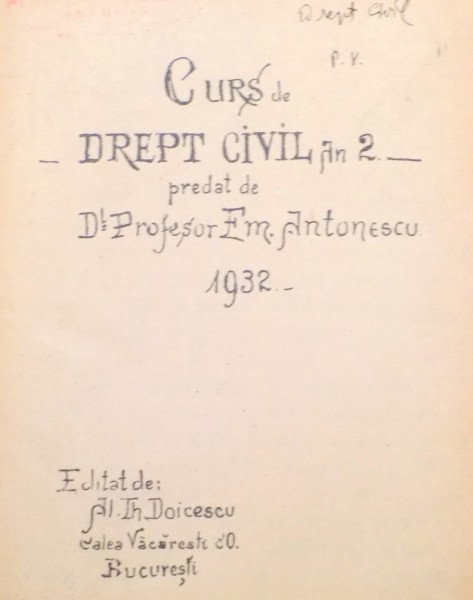 Drept Civil
P. V.
Curs de
– DREPT CIVIL An 2. –
predat de
Dl: Profesor Em. Antonescu
1932.–
Editat de:
Al. Th Doicescu
Calea Văcărești
București